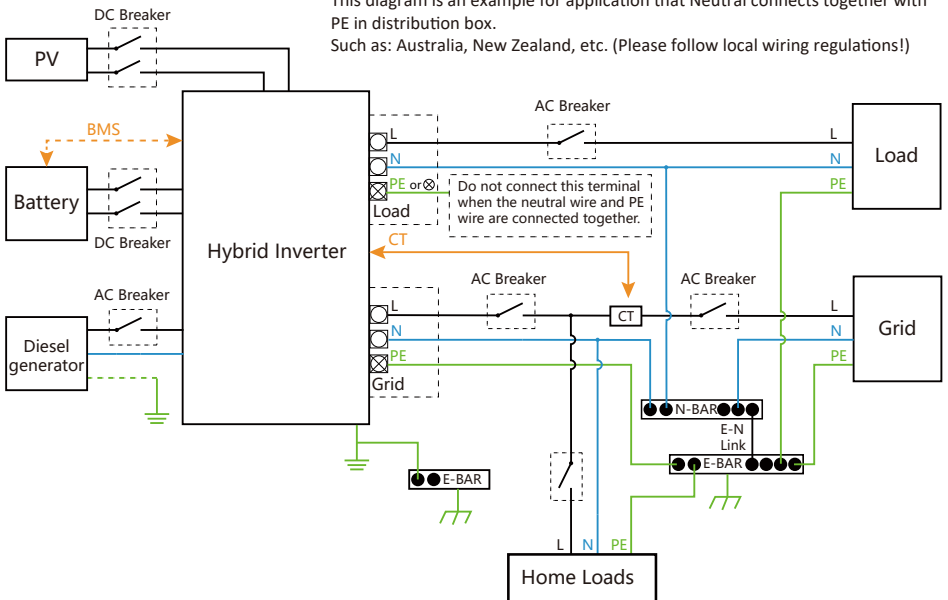 This diagram is an example for application that Neutral connects together with
PE in distribution box.
Such as: Australia, New Zealand, etc. (Please follow local wiring regulations!)
DC Breaker
PV
AC Breaker
BMS
L
L
N
N
Load
Battery
PE or
Do not connect this terminal
when the neutral wire and PE
wire are connected together.
PE
Load
CT
DC Breaker
Hybrid Inverter
AC Breaker
AC Breaker
AC Breaker
L
CT
L
N
N
Grid
Diesel
generator
PE
PE
Grid
N-BAR
E-N
Link
E-BAR
E-BAR
L
N
PE
Home Loads